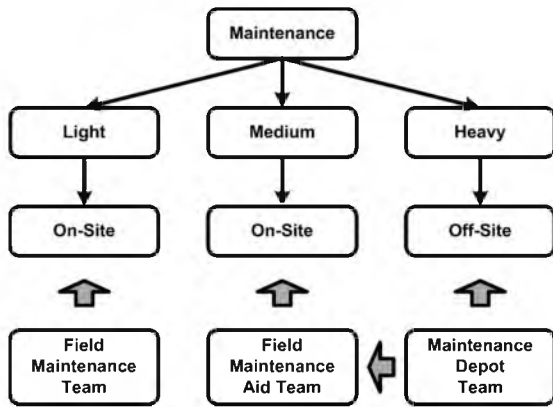 Maintenance
Light
Medium
Heavy
On-Site
On-Site
Off-Site
Field
Maintenance
Team
Field
Maintenance
Aid Team
Maintenance
Depot
Team